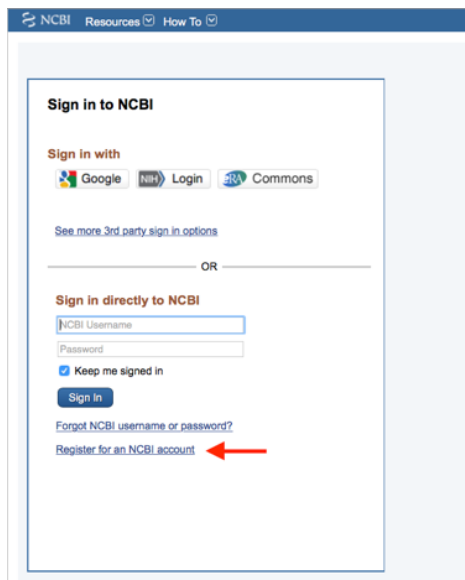 NCBI Resources How To
Sign in to NCBI
Sign in with
Google NIH Login eRA Commons
See more 3rd party sign in options
OR
Sign in directly to NCBI
NCBI Username
Password
Keep me signed in
Sign In
Forgot NCBI username or password?
Register for an NCBI account